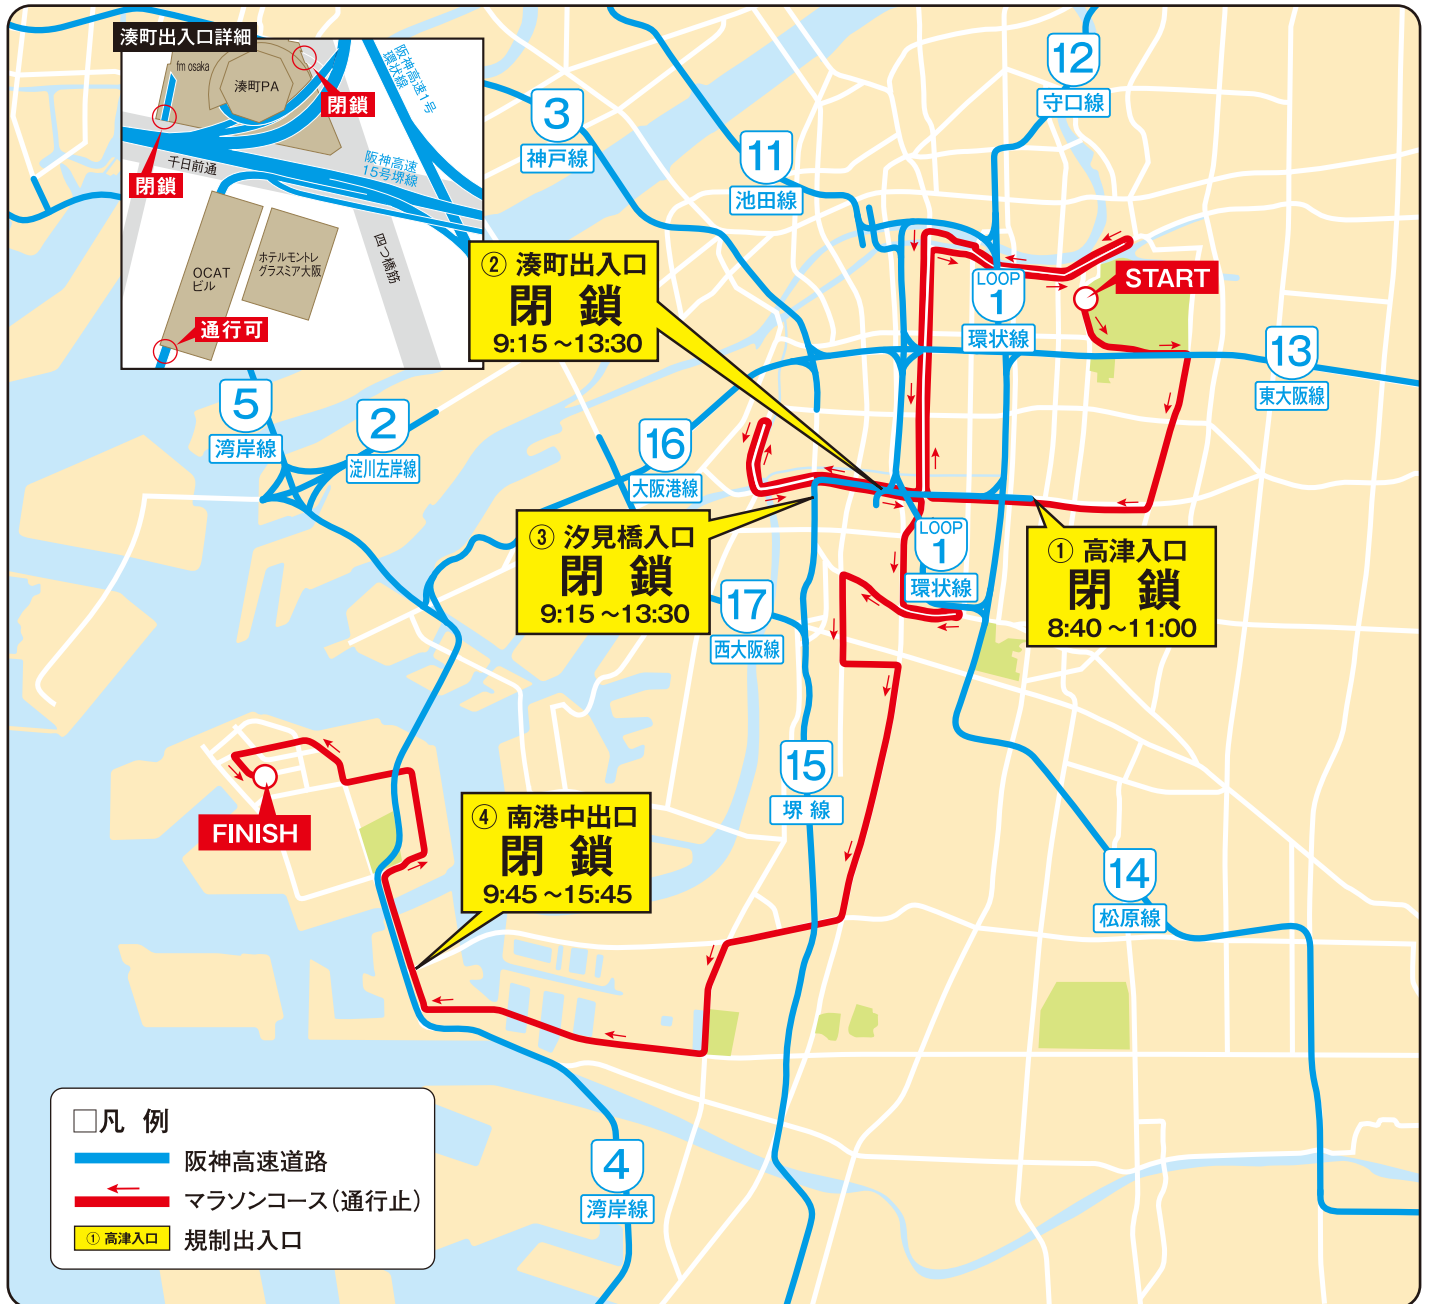 湊町出入口詳細
fm osaka
湊町PA
閉鎖
阪神高速1号
環状線
閉鎖
千日前通
阪神高速
15号堺線
四つ橋筋
OCAT
ビル
ホテルモントレ
グラスミア大阪
通行可
3
神戸線
11
池田線
12
守口線
② 湊町出入口
閉鎖
9:15～13:30
START
LOOP
1
環状線
13
東大阪線
5
湾岸線
2
淀川左岸線
16
大阪港線
③ 汐見橋入口
閉鎖
9:15～13:30
LOOP
1
環状線
① 高津入口
閉鎖
8:40～11:00
17
西大阪線
15
堺線
FINISH
④ 南港中出口
閉鎖
9:45～15:45
14
松原線
4
湾岸線
□凡 例
阪神高速道路
マラソンコース（通行止）
① 高津入口
規制出入口